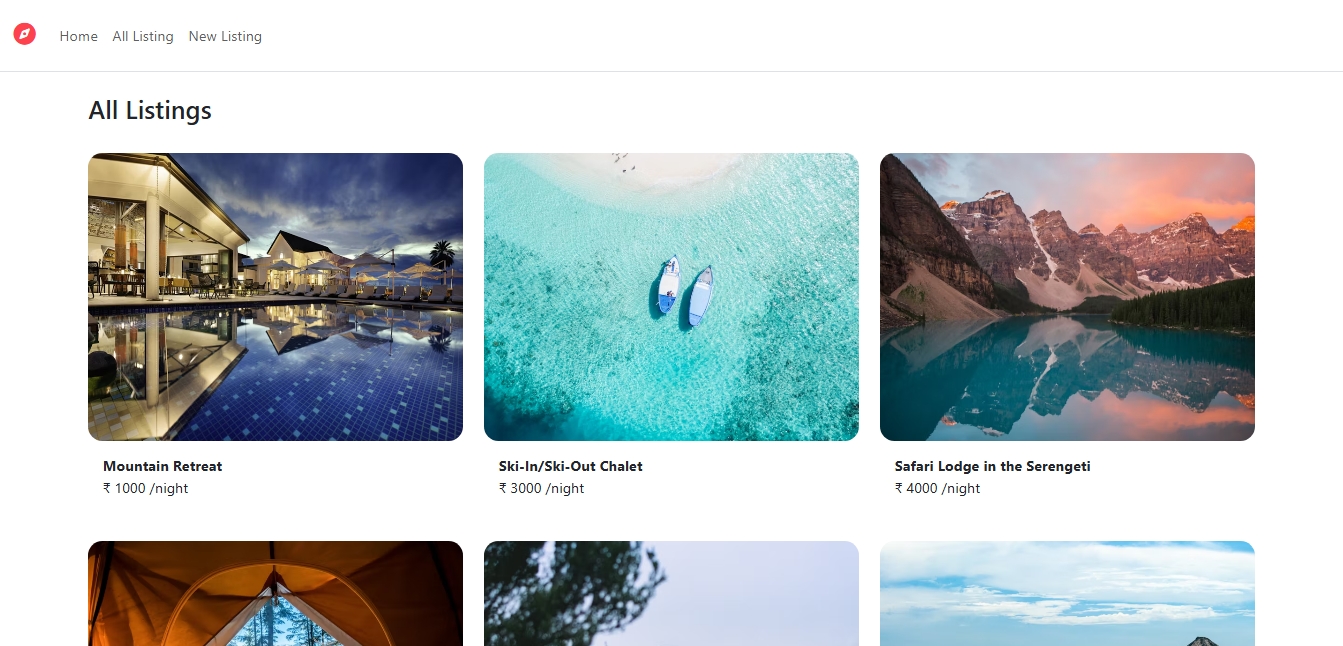 Home All Listing New Listing
All Listings
Mountain Retreat
₹ 1000 /night
Ski-In/Ski-Out Chalet
₹ 3000 /night
Safari Lodge in the Serengeti
₹ 4000 /night